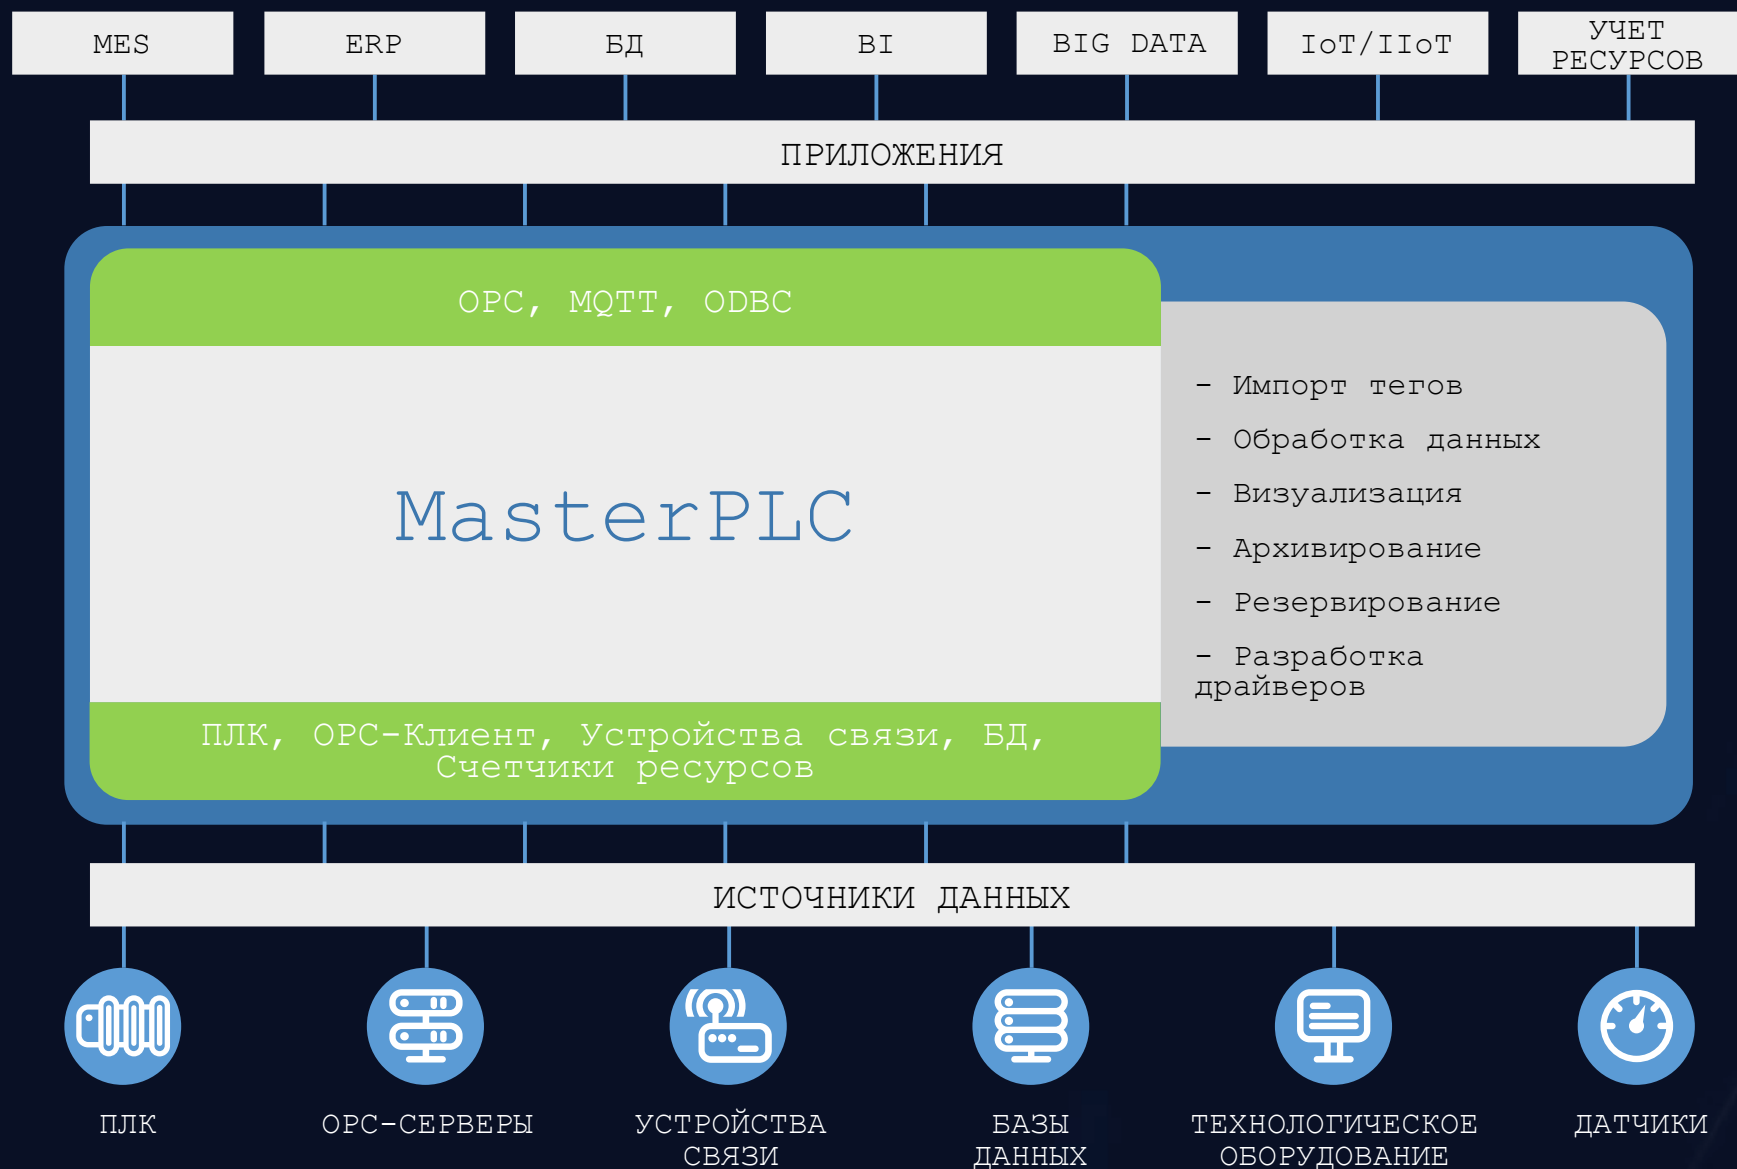 MES
ERP
БД
BI
BIG DATA
IoT/IIoT
УЧЕТ
РЕСУРСОВ
ПРИЛОЖЕНИЯ
OPC, MQTT, ODBC
MasterPLC
- Импорт тегов
- Обработка данных
- Визуализация
- Архивирование
- Резервирование
- Разработка
драйверов
ПЛК, OPC-Клиент, Устройства связи, БД,
Счетчики ресурсов
ИСТОЧНИКИ ДАННЫХ
ПЛК
OPC-СЕРВЕРЫ
УСТРОЙСТВА
СВЯЗИ
БАЗЫ
ДАННЫХ
ТЕХНОЛОГИЧЕСКОЕ
ОБОРУДОВАНИЕ
ДАТЧИКИ